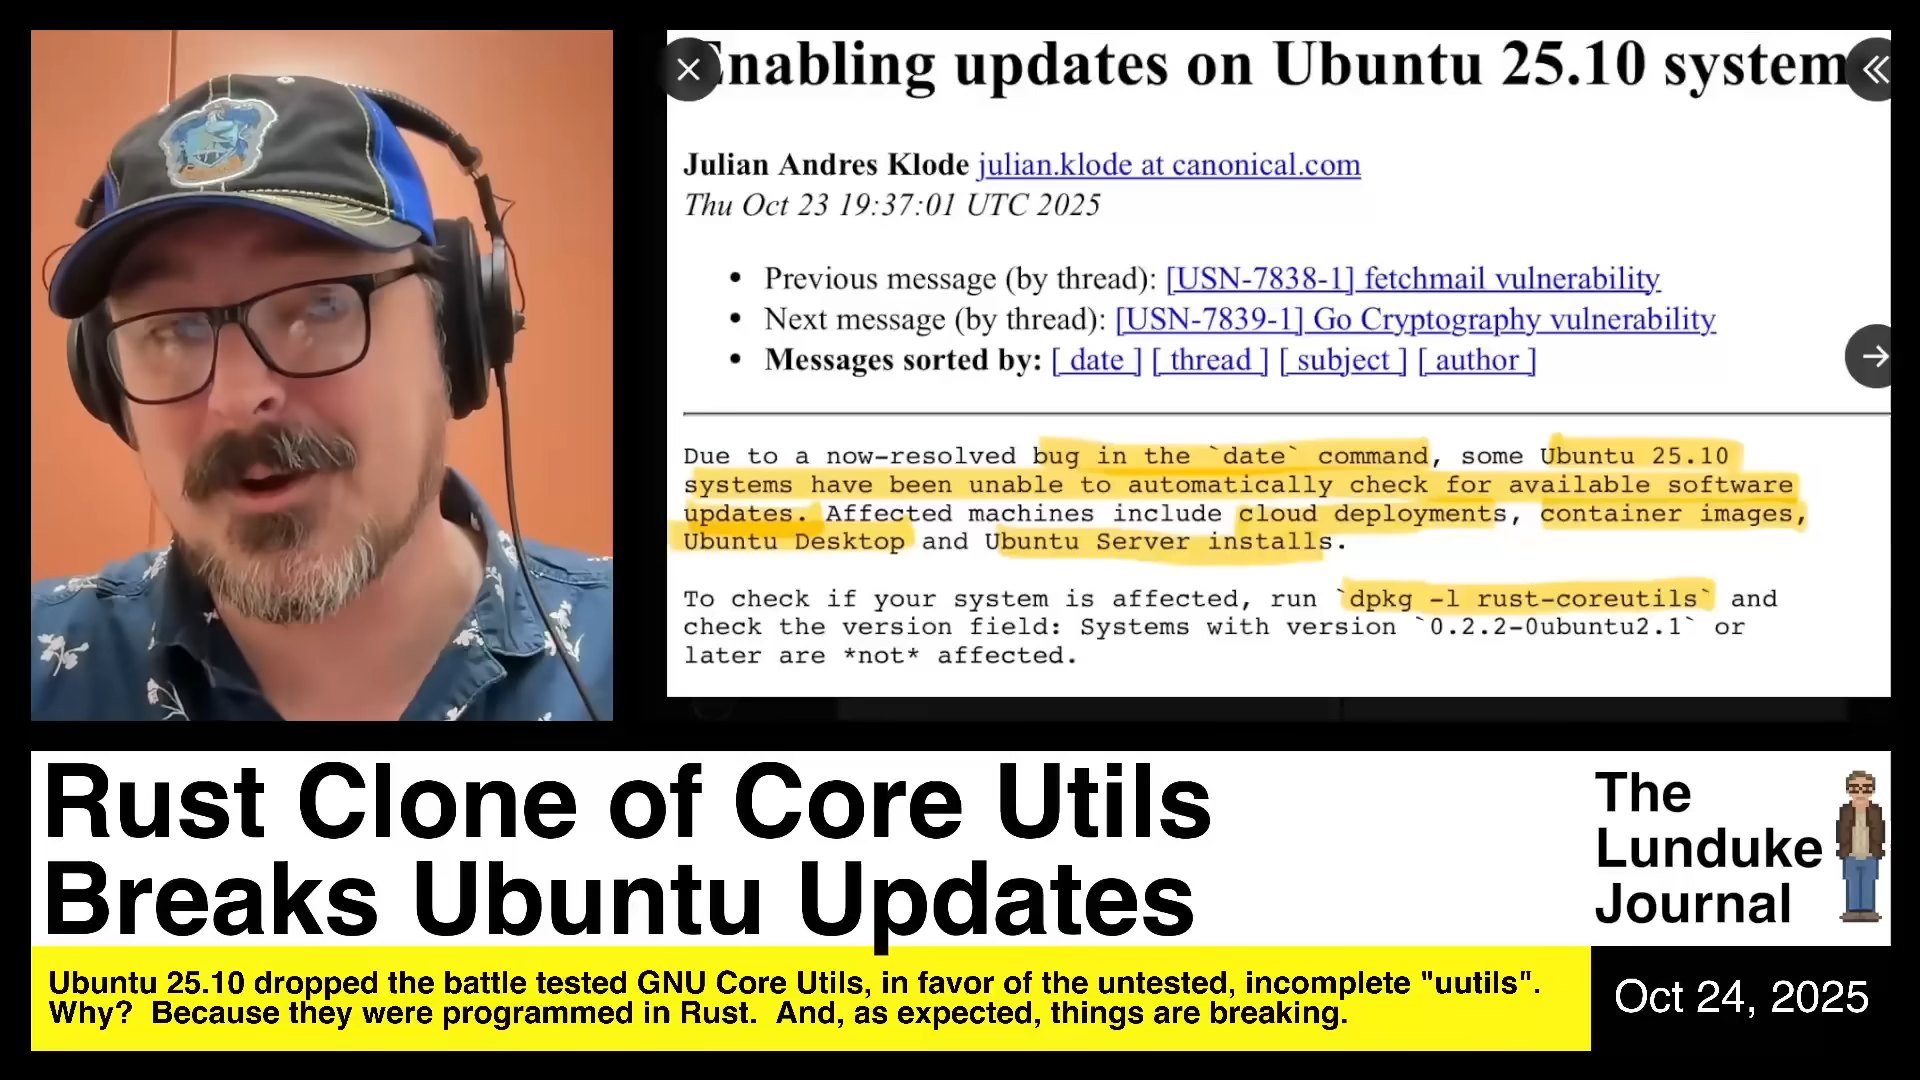 Enabling updates on Ubuntu 25.10 system
Julian Andres Klode julian.klode at canonical.com
Thu Oct 23 19:37:01 UTC 2025
• Previous message (by thread): [USN-7838-1] fetchmail vulnerability
• Next message (by thread): [USN-7839-1] Go Cryptography vulnerability
• Messages sorted by: [ date ] [ thread ] [ subject ] [ author ]
Due to a now-resolved bug in the `date` command, some Ubuntu 25.10
systems have been unable to automatically check for available software
updates. Affected machines include cloud deployments, container images,
Ubuntu Desktop and Ubuntu Server installs.
To check if your system is affected, run `dpkg -l rust-coreutils` and
check the version field: Systems with version `0.2.2-0ubuntu2.1` or
later are *not* affected.
Rust Clone of Core Utils
Breaks Ubuntu Updates
The
Lunduke
Journal
Ubuntu 25.10 dropped the battle tested GNU Core Utils, in favor of the untested, incomplete "uutils".
Why?  Because they were programmed in Rust.  And, as expected, things are breaking.
Oct 24, 2025